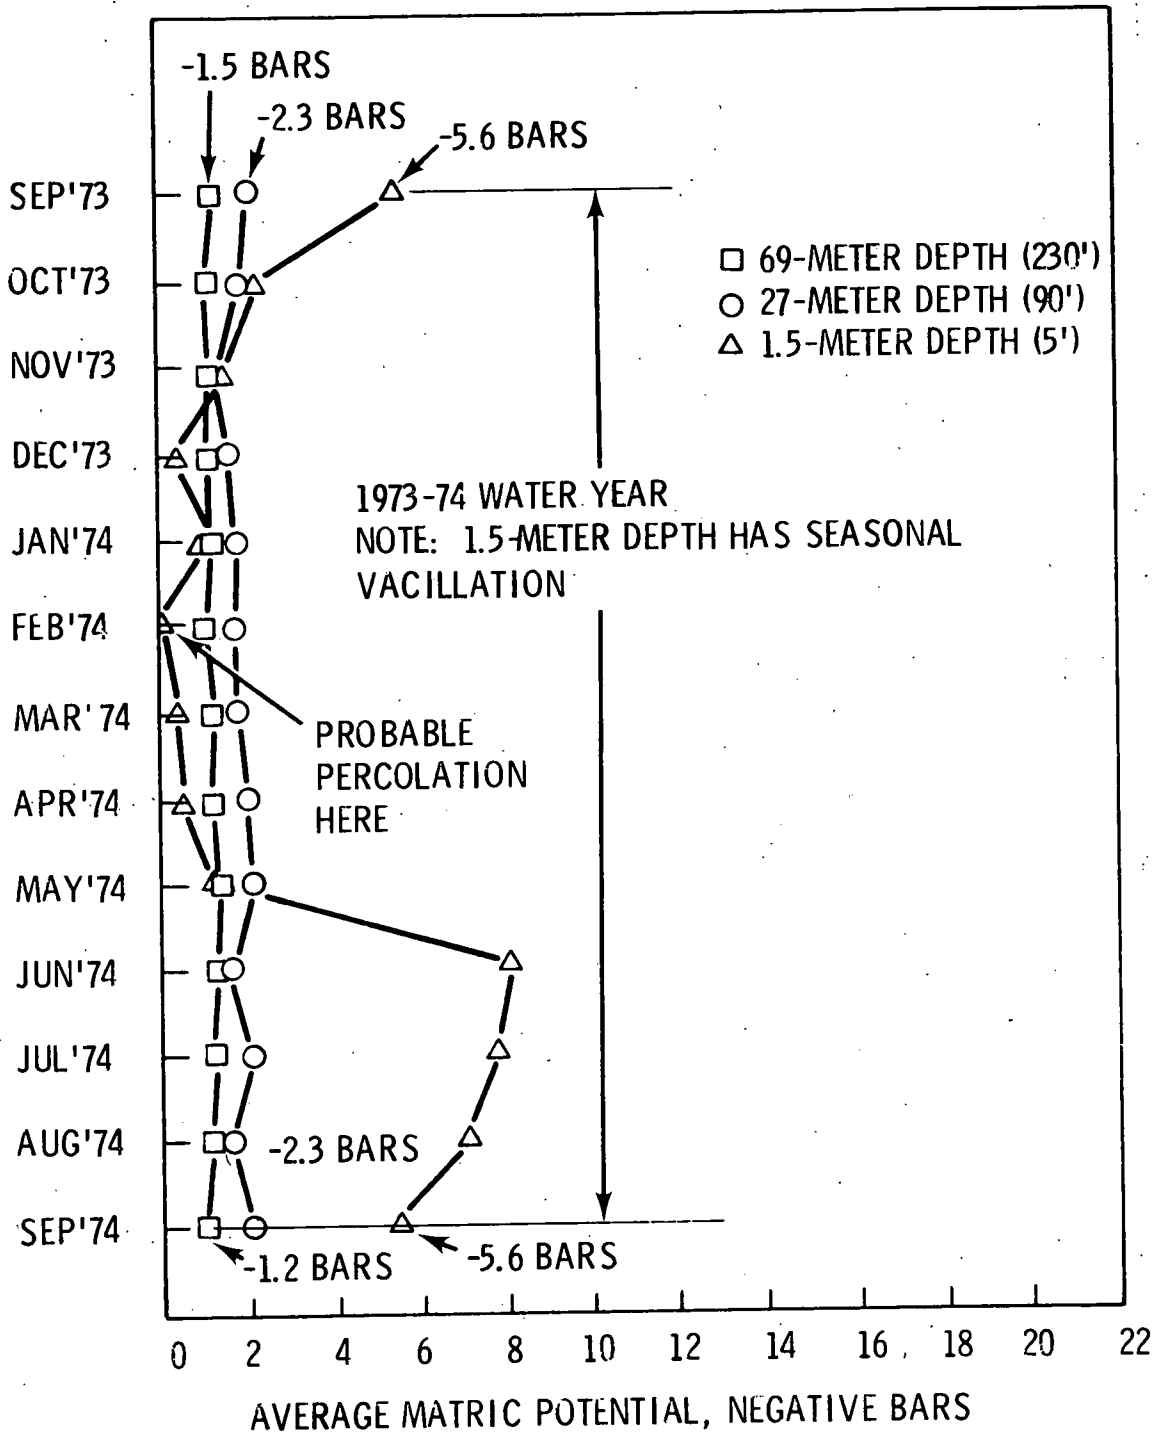 -1.5 BARS
-2.3 BARS
-5.6 BARS
SEP'73
OCT'73
NOV'73
DEC'73
JAN'74
FEB'74
MAR'74
APR'74
MAY'74
JUN'74
JUL'74
AUG'74
SEP'74
69-METER DEPTH (230')
27-METER DEPTH (90')
1.5-METER DEPTH (5')
1973-74 WATER YEAR
NOTE: 1.5-METER DEPTH HAS SEASONAL
VACILLATION
PROBABLE
PERCOLATION
HERE
-2.3 BARS
-1.2 BARS
-5.6 BARS
0 2 4 6 8 10 12 14 16 18 20 22
AVERAGE MATRIC POTENTIAL, NEGATIVE BARS